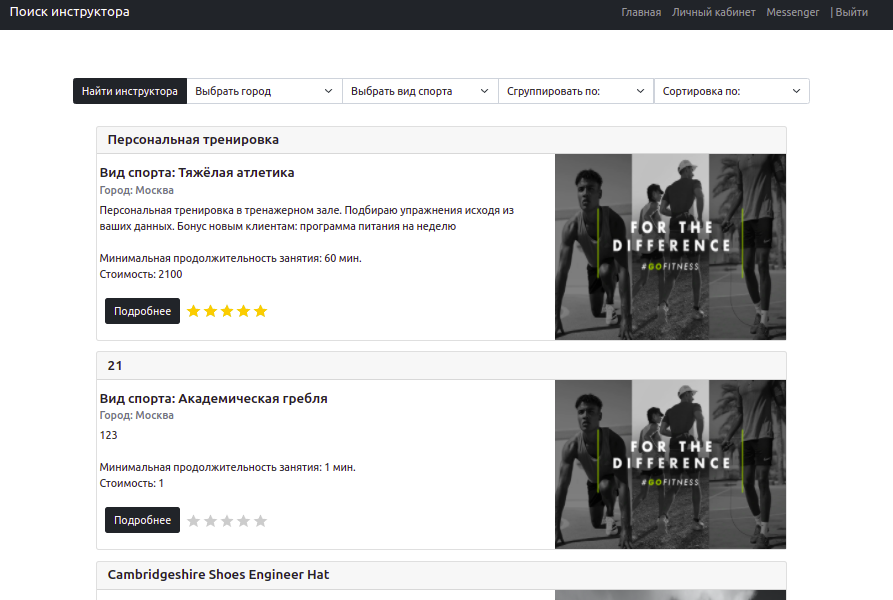 Поиск инструктора
Главная Личный кабинет Messenger | Выйти
Найти инструктора Выбрать город Выбрать вид спорта Сгруппировать по: Сортировка по:
Персональная тренировка
Вид спорта: Тяжёлая атлетика
Город: Москва
Персональная тренировка в тренажерном зале. Подбираю упражнения исходя из
ваших данных. Бонус новым клиентам: программа питания на неделю
Минимальная продолжительность занятия: 60 мин.
Стоимость: 2100
Подробнее
FOR THE
DIFFERENCE
#GOFITNESS
21
Вид спорта: Академическая гребля
Город: Москва
123
Минимальная продолжительность занятия: 1 мин.
Стоимость: 1
Подробнее
FOR THE
DIFFERENCE
#GOFITNESS
Cambridgeshire Shoes Engineer Hat